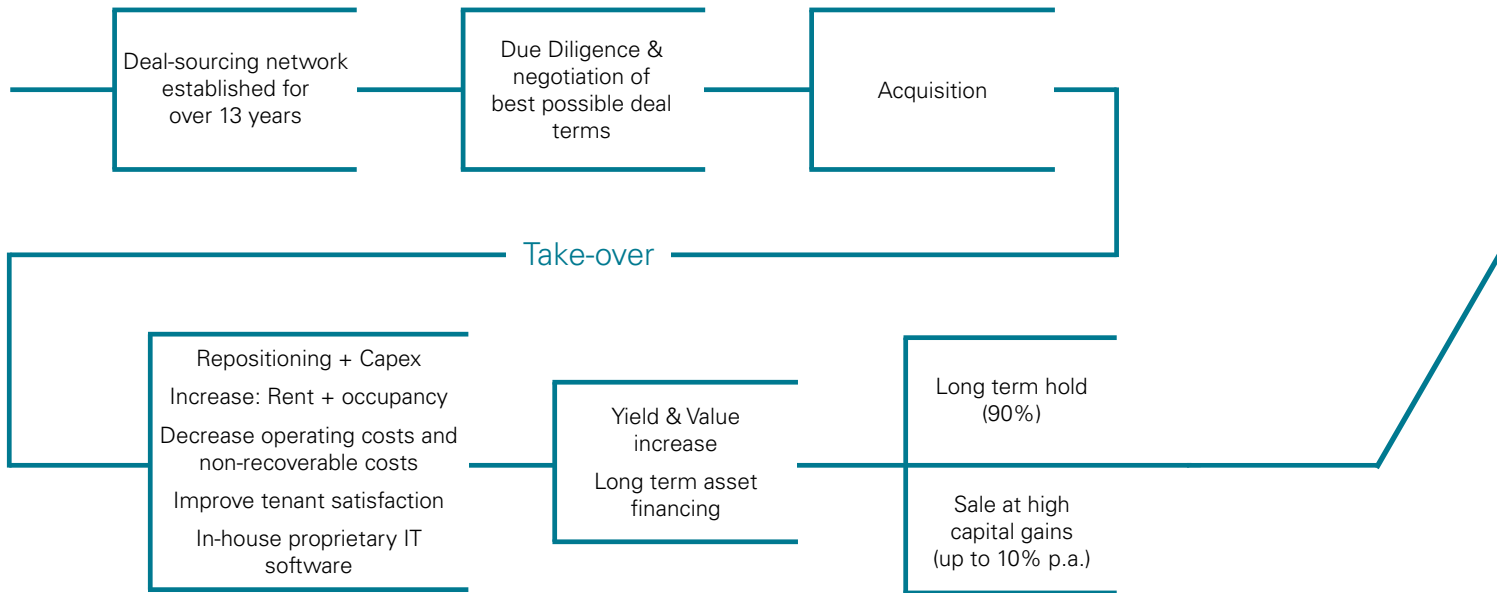 Deal-sourcing network
established for
over 13 years
Due Diligence &
negotiation of
best possible deal
terms
Acquisition
Take-over
Repositioning + Capex
Increase: Rent + occupancy
Decrease operating costs and
non-recoverable costs
Improve tenant satisfaction
In-house proprietary IT
software
Yield & Value
increase
Long term asset
financing
Long term hold
(90%)
Sale at high
capital gains
(up to 10% p.a.)